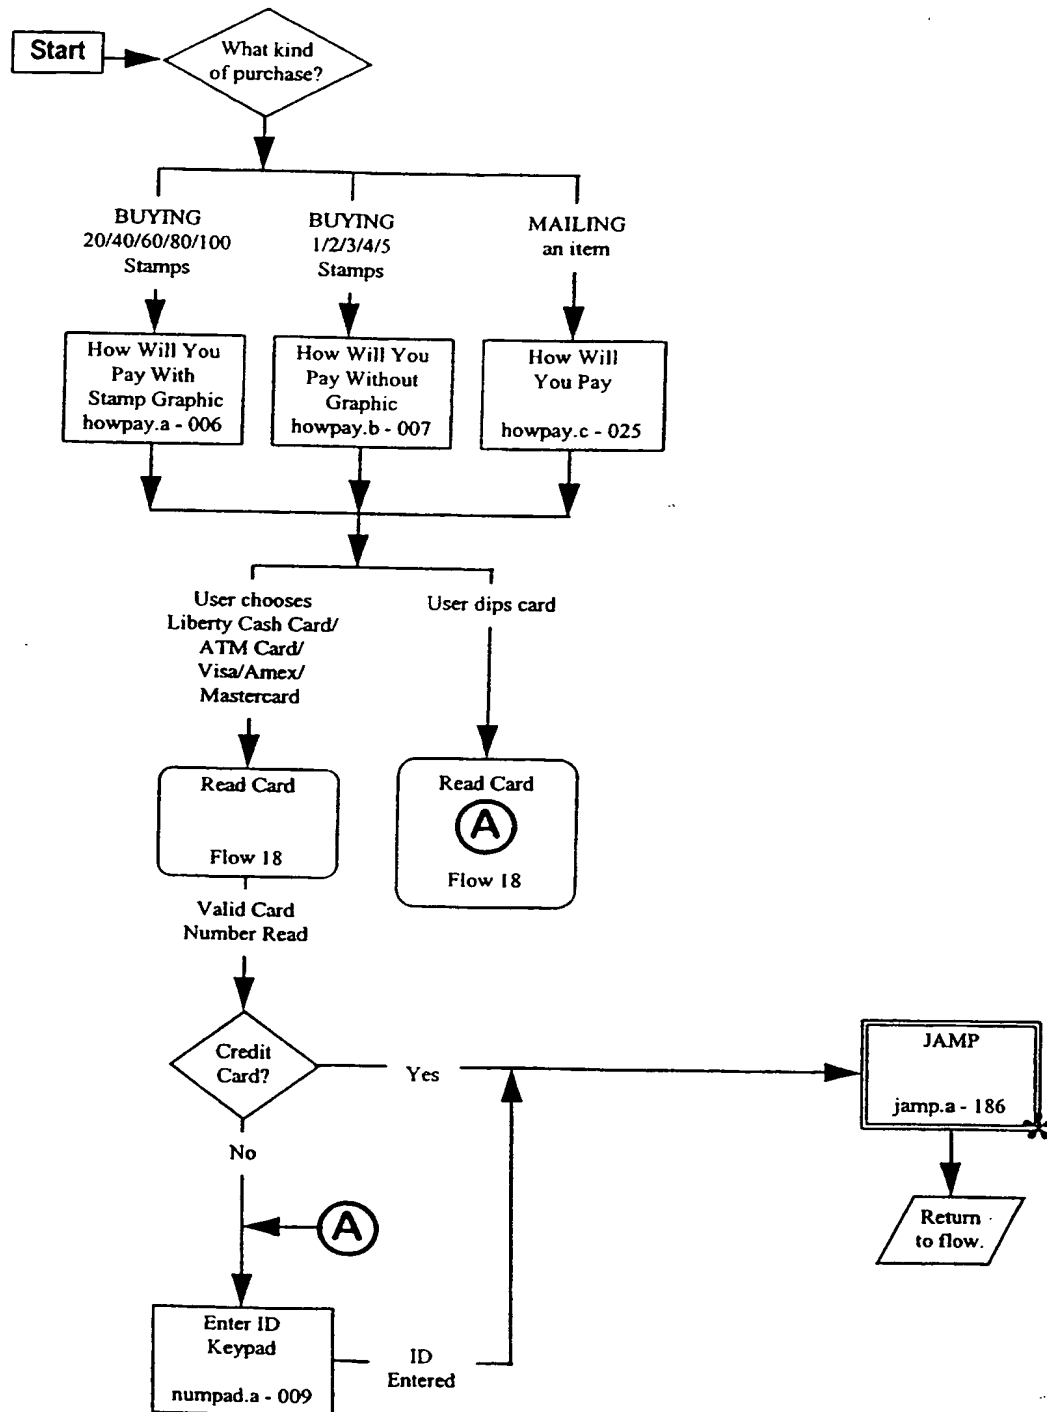 Start
What kind
of purchase?
BUYING
20/40/60/80/100
Stamps
BUYING
1/2/3/4/5
Stamps
MAILING
an item
How Will You
Pay With
Stamp Graphic
howpay.a - 006
How Will You
Pay Without
Graphic
howpay.b - 007
How Will
You Pay
howpay.c - 025
User chooses
Liberty Cash Card/
ATM Card/
Visa/Amex/
Mastercard
User dips card
Read Card
Flow 18
Read Card
A
Flow 18
Valid Card
Number Read
Credit
Card?
Yes
JAMP
jamp.a - 186
No
A
Return
to flow.
Enter ID
Keypad
numpad.a - 009
ID
Entered